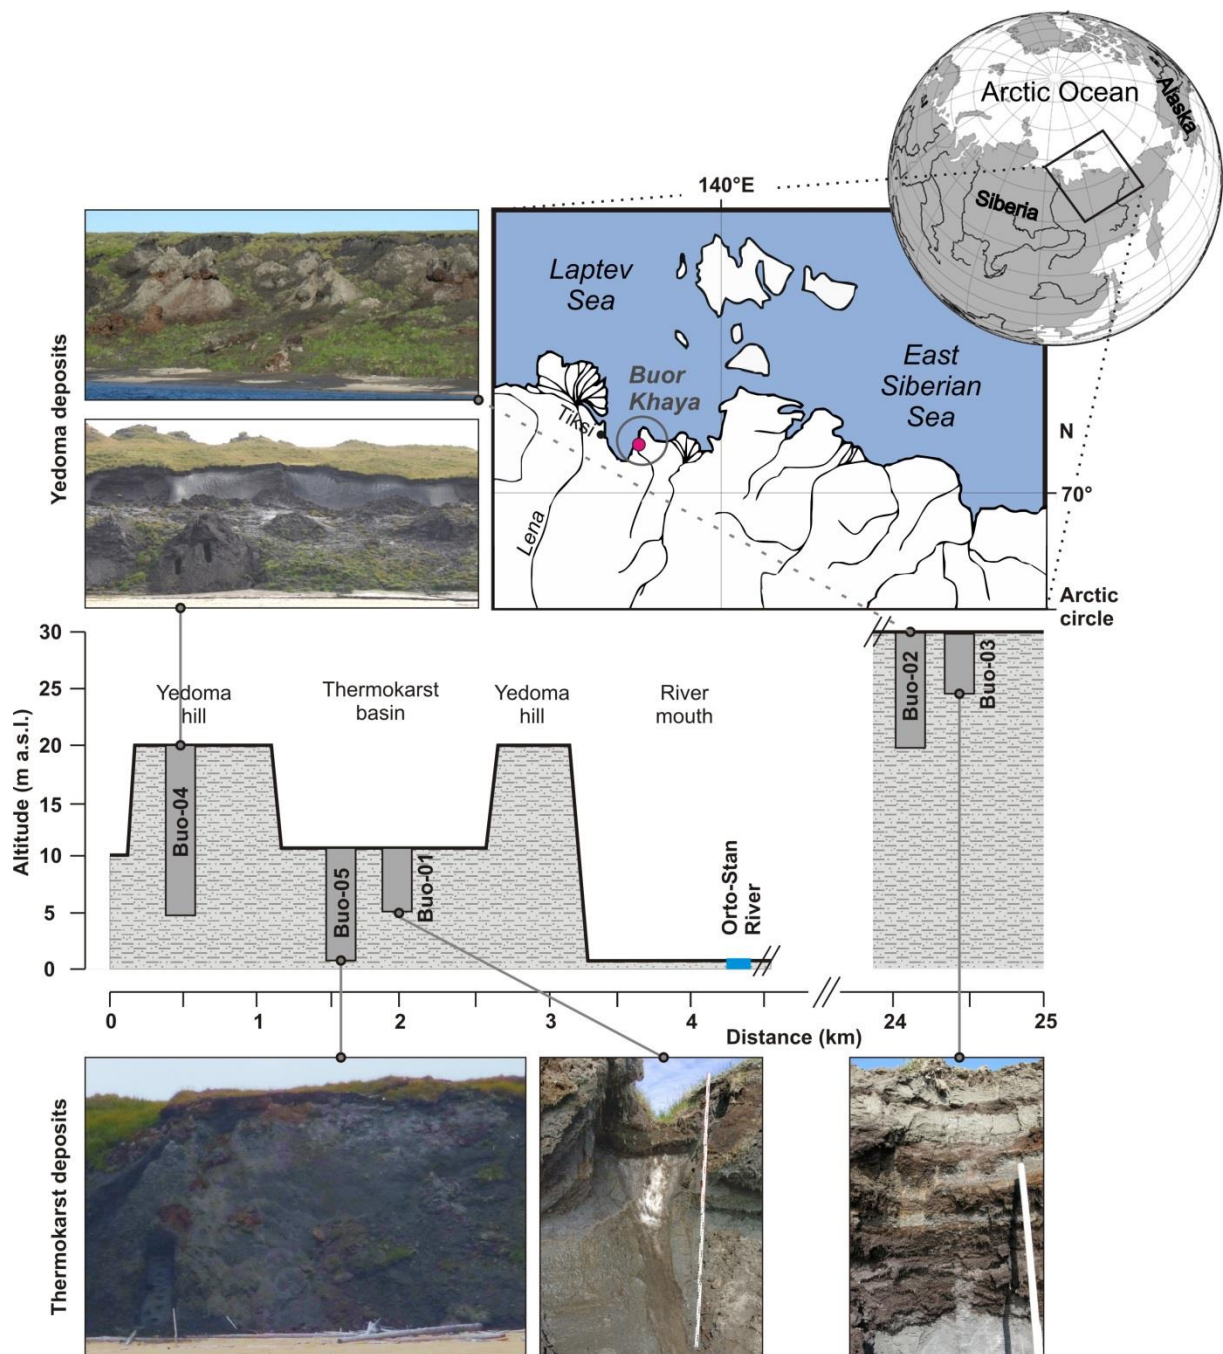 Arctic Ocean
Alaska
Siberia
140°E
Laptev
Sea
East
Siberian
Sea
Buor
Khaya
Tiksi
Lena
N
70°
Arctic
circle
Yedoma deposits
Altitude (m a.s.l.)
30
25
20
15
10
5
0
Yedoma
hill
Thermokarst
basin
Yedoma
hill
River
mouth
Buo-04
Buo-05
Buo-01
Orto-Stan
River
Buo-02
Buo-03
0
1
2
3
4
24
25
Distance (km)
Thermokarst deposits